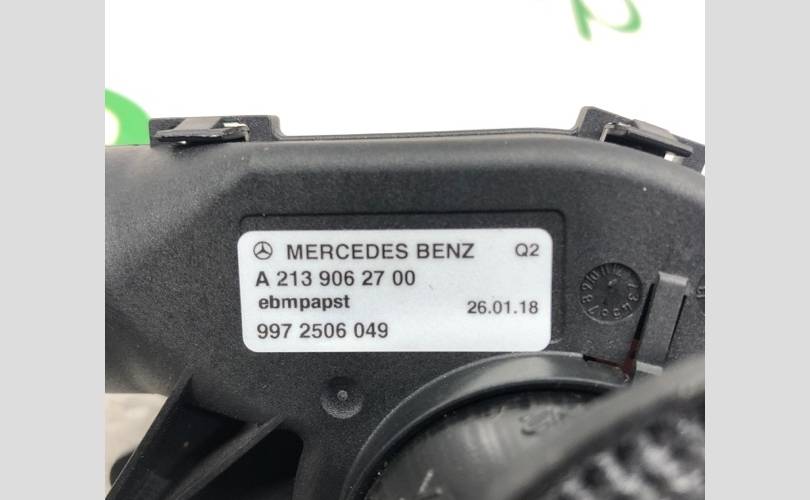 MERCEDES BENZ Q2
A 213 906 27 00
ebmpapst 26.01.18
997 2506 049